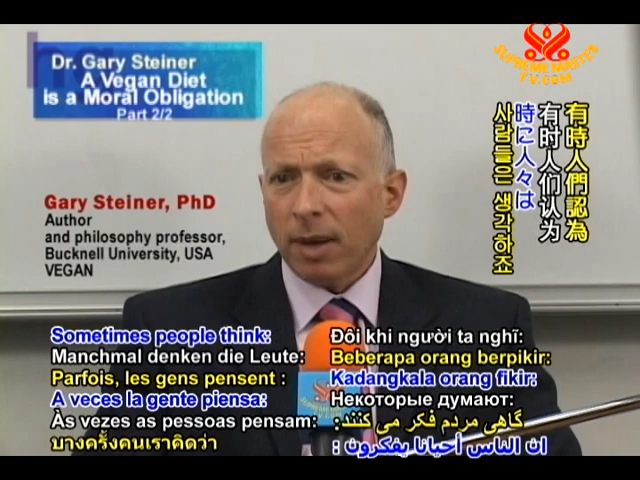 SUPREME MASTER
TV.COM
Dr. Gary Steiner
A Vegan Diet
is a Moral Obligation
Part 2/2
有時人們認為
有时人们认为
時に人々は
사람들은 생각하죠
Gary Steiner, PhD
Author
and philosophy professor,
Bucknell University, USA
VEGAN
Sometimes people think:
Manchmal denken die Leute:
Parfois, les gens pensent :
A veces la gente piensa:
Às vezes as pessoas pensam:
บางครั้งคนเราคิดว่า
Đôi khi người ta nghĩ:
Beberapa orang berpikir:
Kadangkala orang fikir:
Некоторые думают:
گاهی مردم فکر می کنند:
ان الناس أحيانا يفكرون :